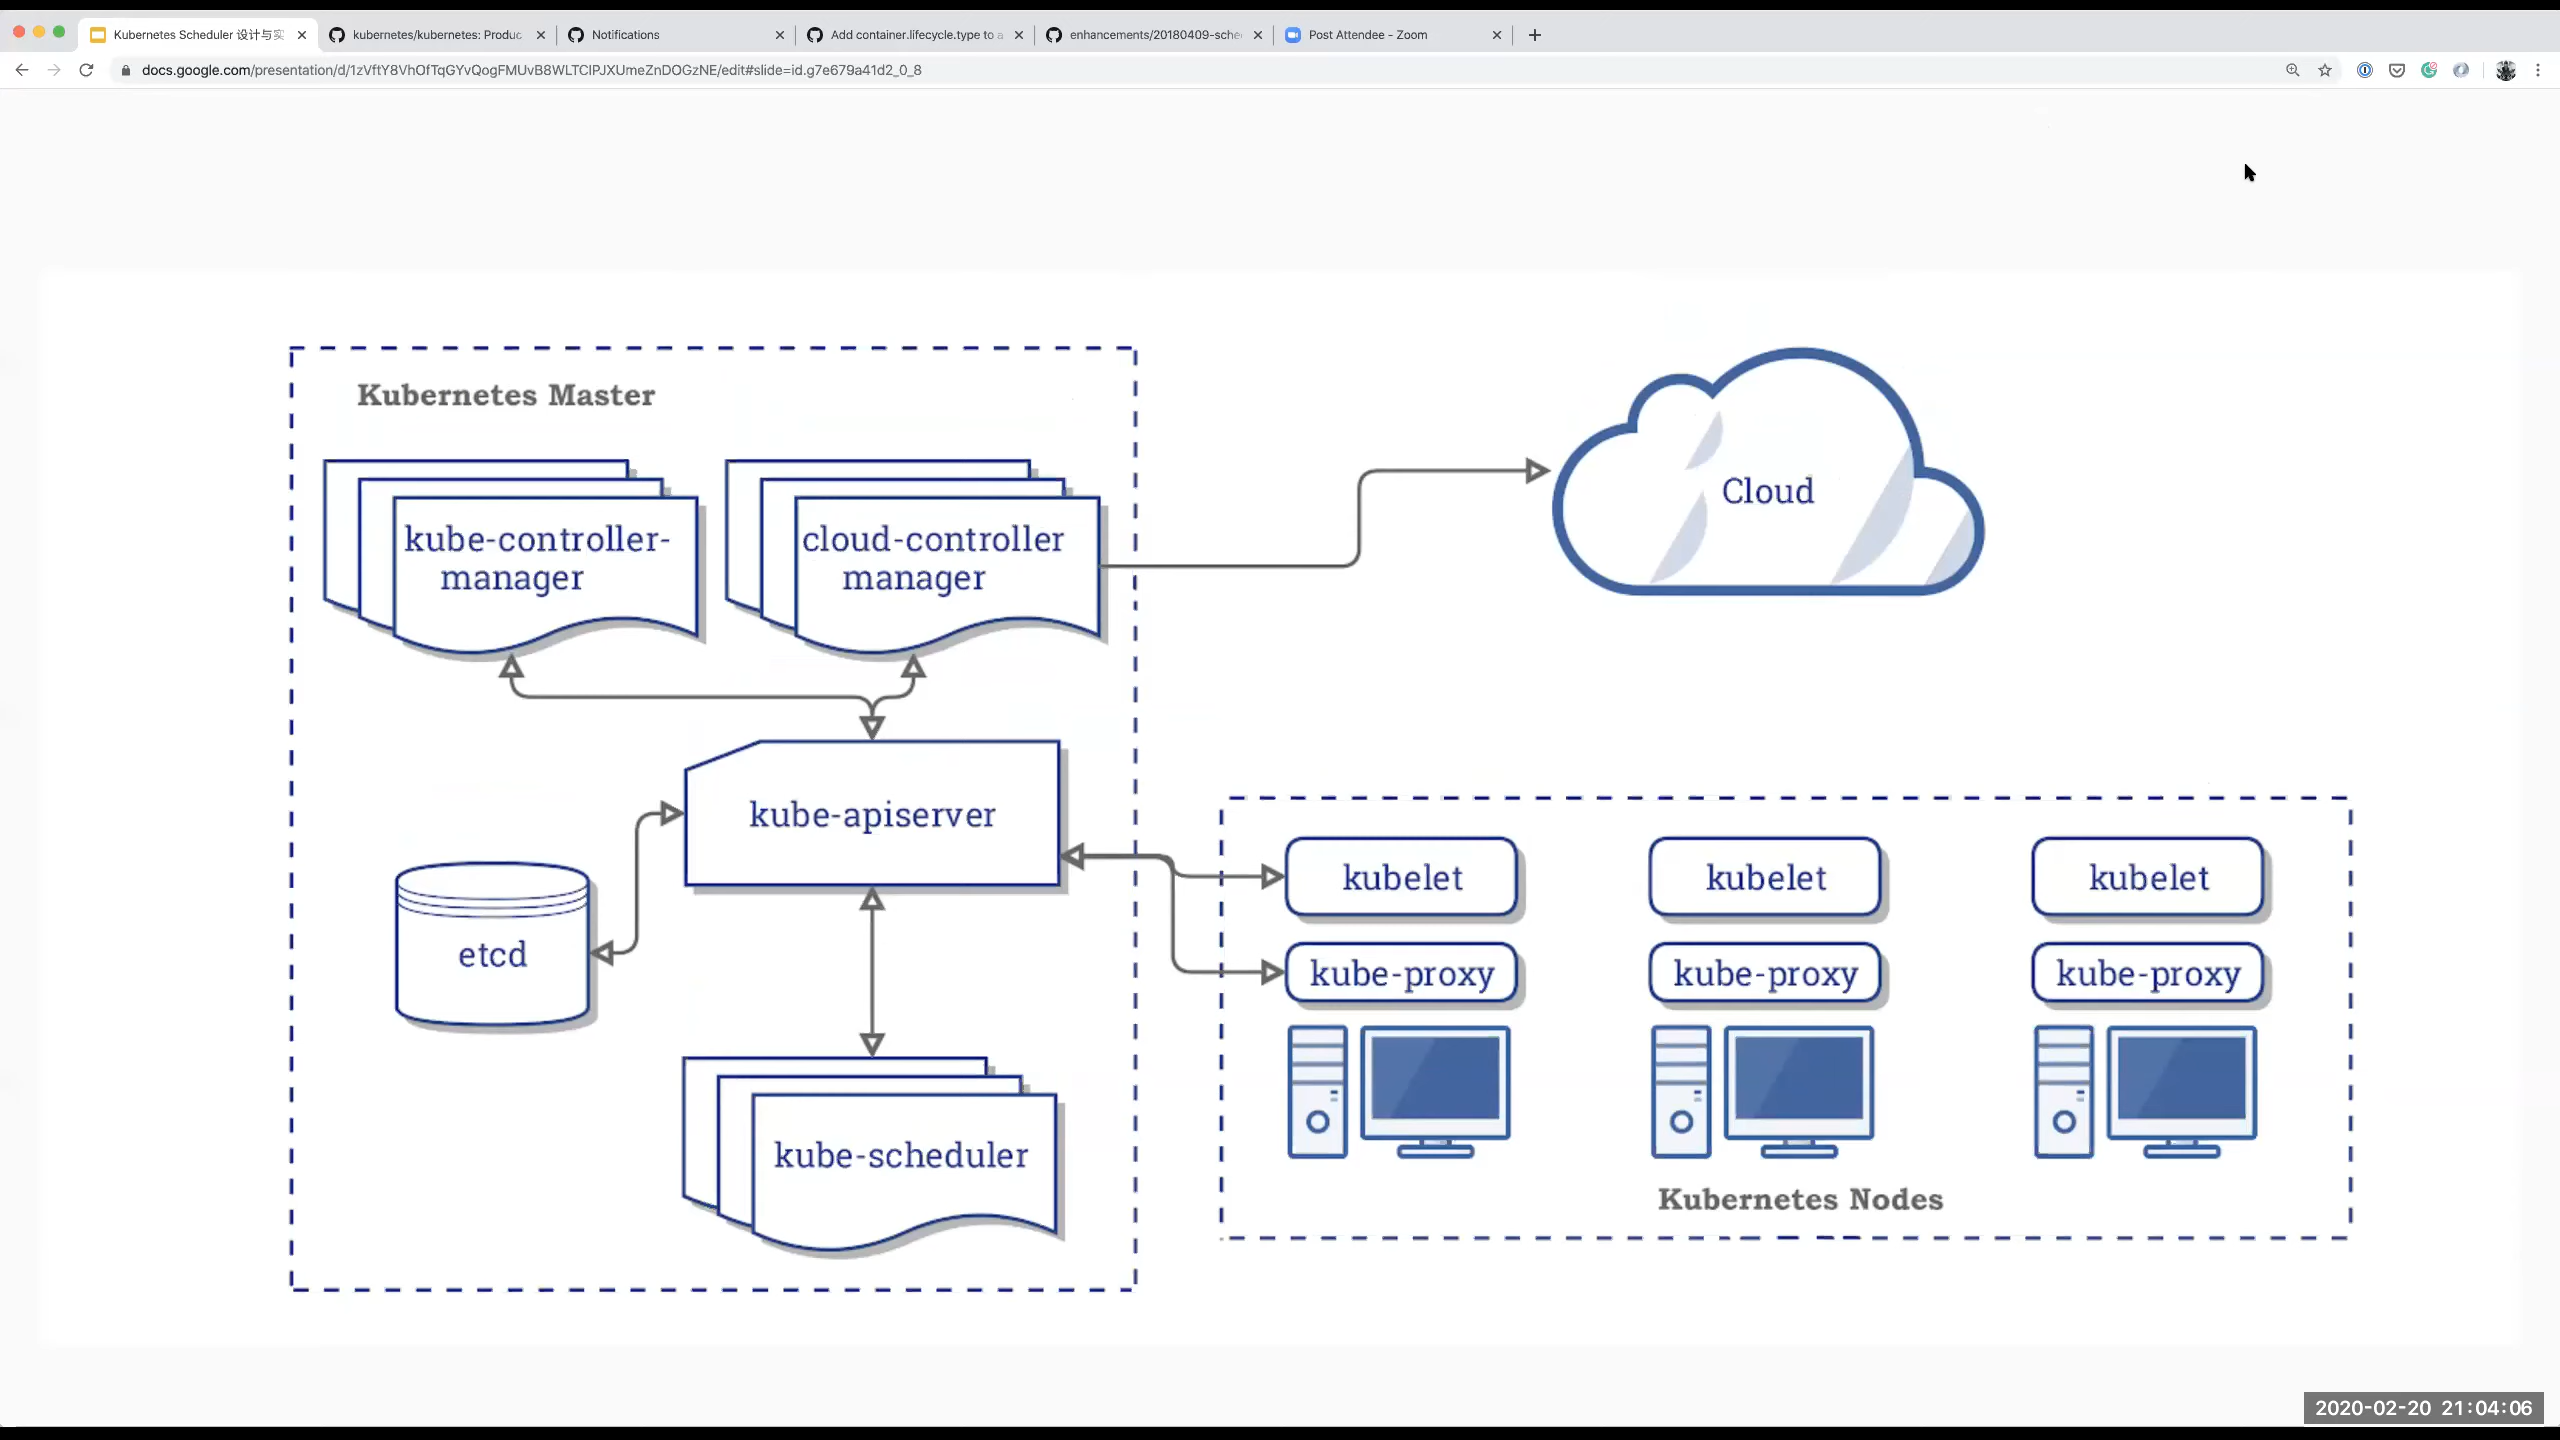 Kubernetes Scheduler 设计与实
kubernetes/kubernetes: Produc
Notifications
Add container.lifecycle.type to a
enhancements/20180409-sche
Post Attendee - Zoom
docs.google.com/presentation/d/1zVftY8VhOfTqGYvQogFMUvB8WLTClPJXUmeZnDOGzNE/edit#slide=id.g7e679a41d2_0_8
Kubernetes Master
kube-controller-
manager
cloud-controller
manager
Cloud
kube-apiserver
etcd
kube-scheduler
kubelet
kubelet
kubelet
kube-proxy
kube-proxy
kube-proxy
Kubernetes Nodes
2020-02-20 21:04:06